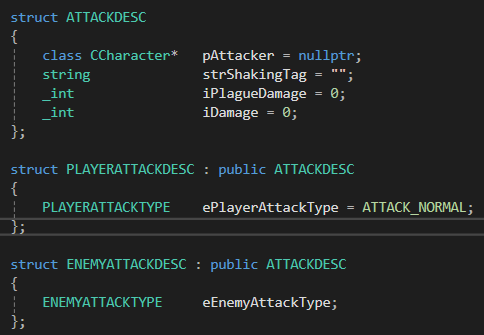 struct ATTACKDESC
{
    class CCharacter*   pAttacker = nullptr;
    string              strShakingTag = "";
    _int                iPlagueDamage = 0;
    _int                iDamage = 0;
};
struct PLAYERATTACKDESC : public ATTACKDESC
{
    PLAYERATTACKTYPE    ePlayerAttackType = ATTACK_NORMAL;
};
struct ENEMYATTACKDESC : public ATTACKDESC
{
    ENEMYATTACKTYPE     eEnemyAttackType;
};